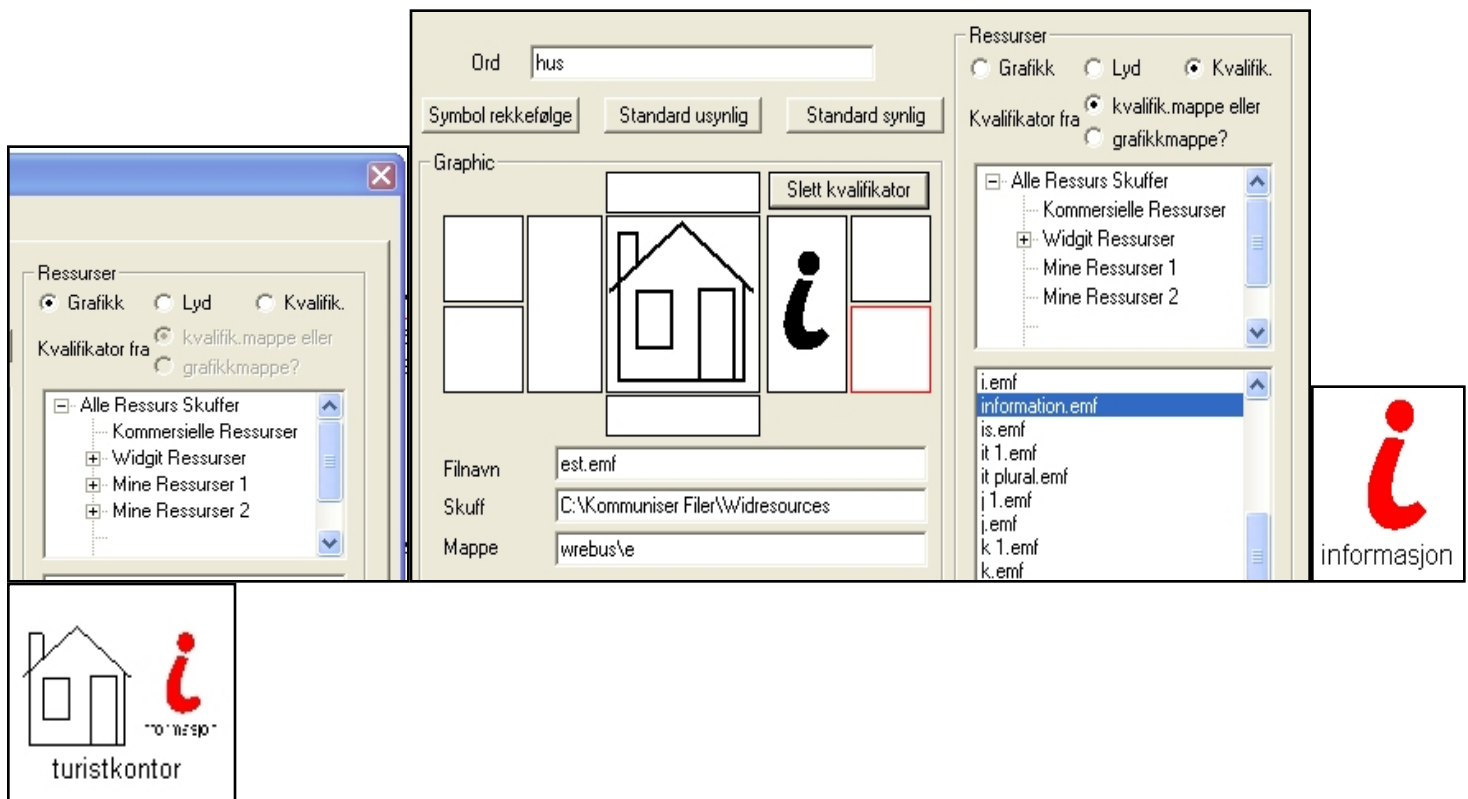 Ressurser
Grafikk Lyd Kvalifik.
Kvalifikator fra kvalifik.mappe eller
grafikkmappe?
Alle Ressurs Skuffer
Kommersielle Ressurser
Widgit Ressurser
Mine Ressurser 1
Mine Ressurser 2
Ord hus
Symbol rekkefølge Standard usynlig Standard synlig
Graphic
Slett kvalifikator
Filnavn est.emf
Skuff C:\Kommuniser Filer\Widresources
Mappe wrebus\e
Ressurser
Grafikk Lyd Kvalifik.
Kvalifikator fra kvalifik.mappe eller
grafikkmappe?
Alle Ressurs Skuffer
Kommersielle Ressurser
Widgit Ressurser
Mine Ressurser 1
Mine Ressurser 2
i.emf
information.emf
is.emf
it 1.emf
it plural.emf
j 1.emf
j.emf
k 1.emf
k.emf
i
informasjon
i
turistkontor